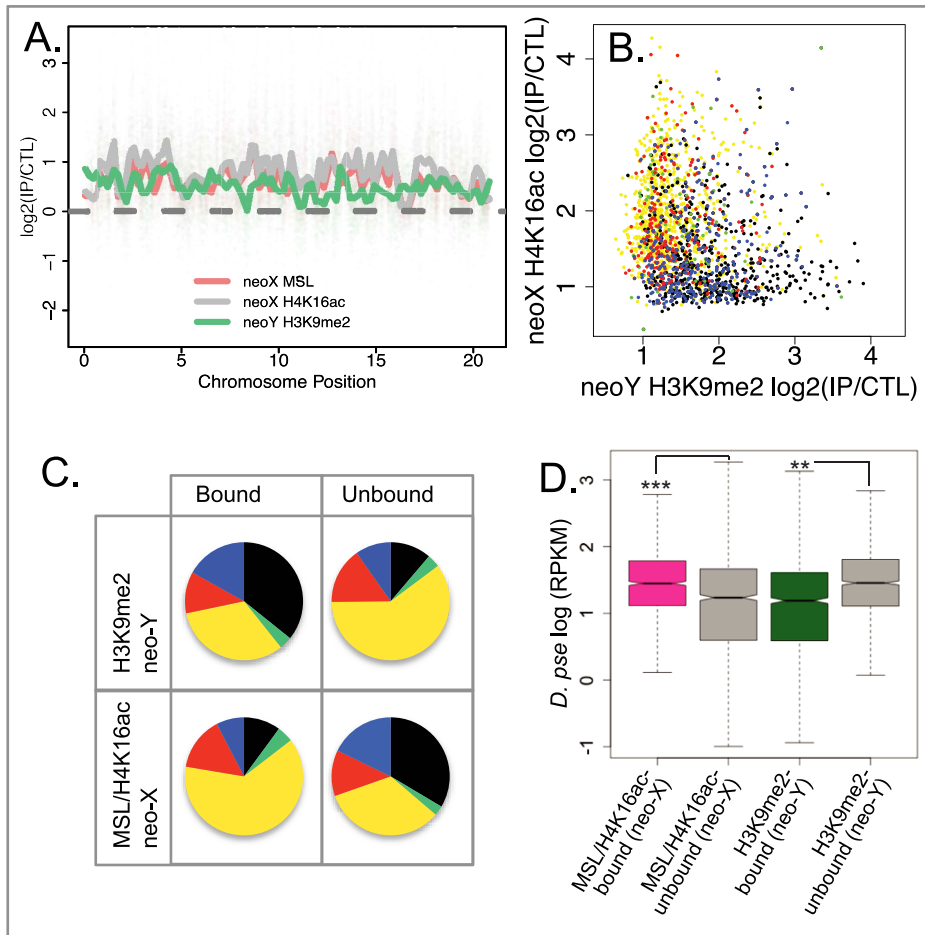 A.
log2(IP/CTL)
3
2
1
0
-1
-2
neoX MSL
neoX H4K16ac
neoY H3K9me2
0
5
10
15
20
Chromosome Position
B.
neoX H4K16ac log2(IP/CTL)
4
3
2
1
1
2
3
4
neoY H3K9me2 log2(IP/CTL)
C.
Bound
Unbound
H3K9me2
neo-Y
MSL/H4K16ac
neo-X
D.
D. pse log (RPKM)
3
2
1
0
-1
***
**
MSL/H4K16ac-
bound (neo-X)
MSL/H4K16ac-
unbound (neo-X)
H3K9me2-
bound (neo-Y)
H3K9me2-
unbound (neo-Y)